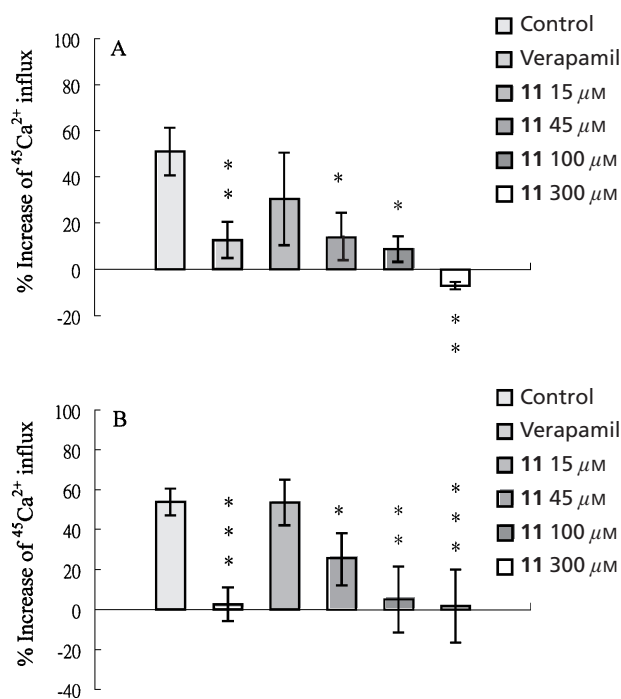 A
% Increase of ⁴⁵Ca²⁺ influx
100
80
60
40
20
0
-20
* *
*
*
* *
Control
Verapamil
11 15 μM
11 45 μM
11 100 μM
11 300 μM
B
% Increase of ⁴⁵Ca²⁺ influx
100
80
60
40
20
0
-20
-40
* * *
*
* *
* * *
Control
Verapamil
11 15 μM
11 45 μM
11 100 μM
11 300 μM